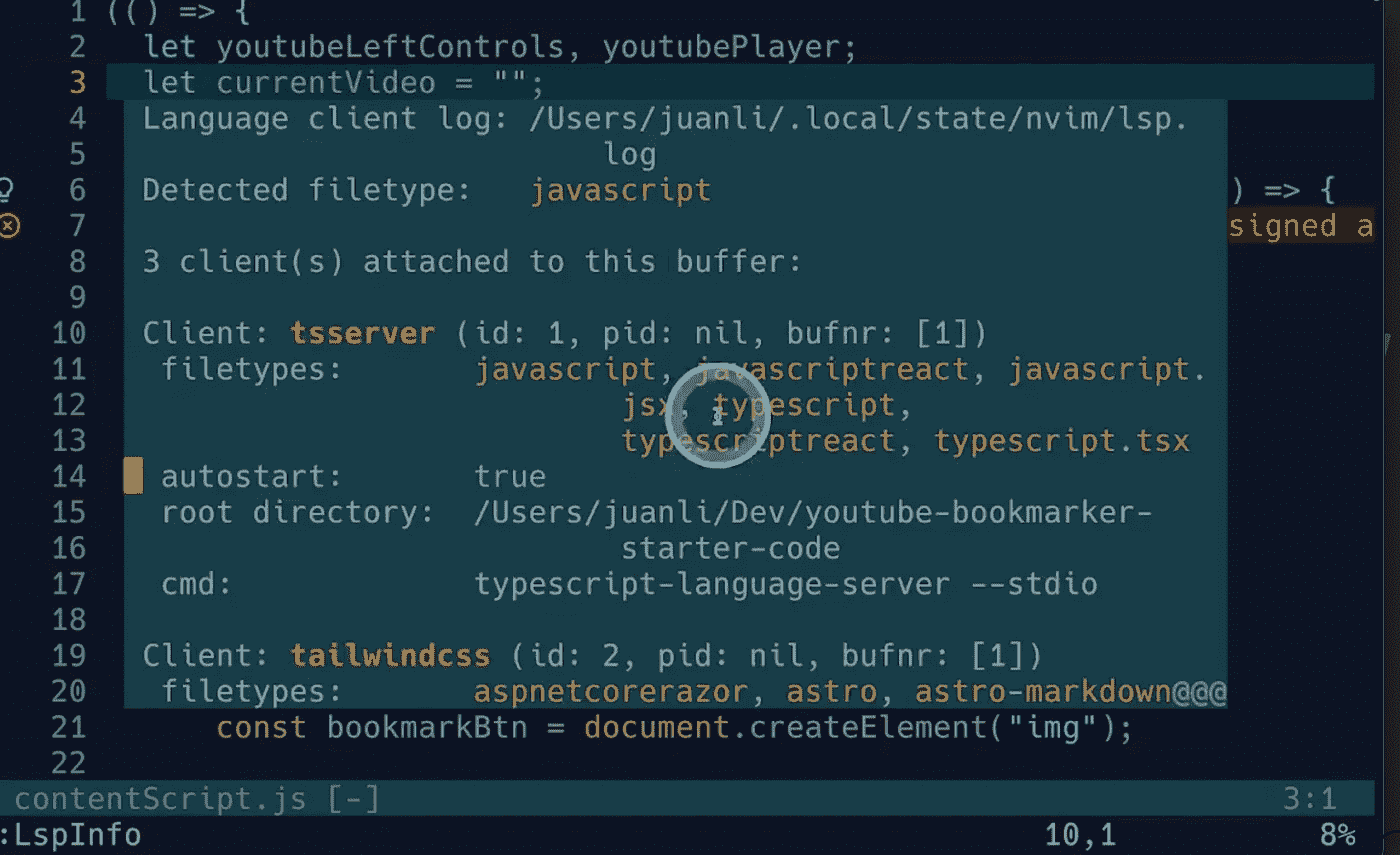 1 (() => {
2 let youtubeLeftControls, youtubePlayer;
3 let currentVideo = "";
4 Language client log: /Users/juanli/.local/state/nvim/lsp.
5 log
6 Detected filetype: javascript ) => {
7 signed a
8 3 client(s) attached to this buffer:
9
10 Client: tsserver (id: 1, pid: nil, bufnr: [1])
11 filetypes: javascript, javascriptreact, javascript.
12 jsx, typescript,
13 typescriptreact, typescript.tsx
14 autostart: true
15 root directory: /Users/juanli/Dev/youtube-bookmarker-
16 starter-code
17 cmd: typescript-language-server --stdio
18
19 Client: tailwindcss (id: 2, pid: nil, bufnr: [1])
20 filetypes: aspnetcorerazor, astro, astro-markdown@@@
21 const bookmarkBtn = document.createElement("img");
22
contentScript.js [-] 3:1
:LspInfo 10,1 8%